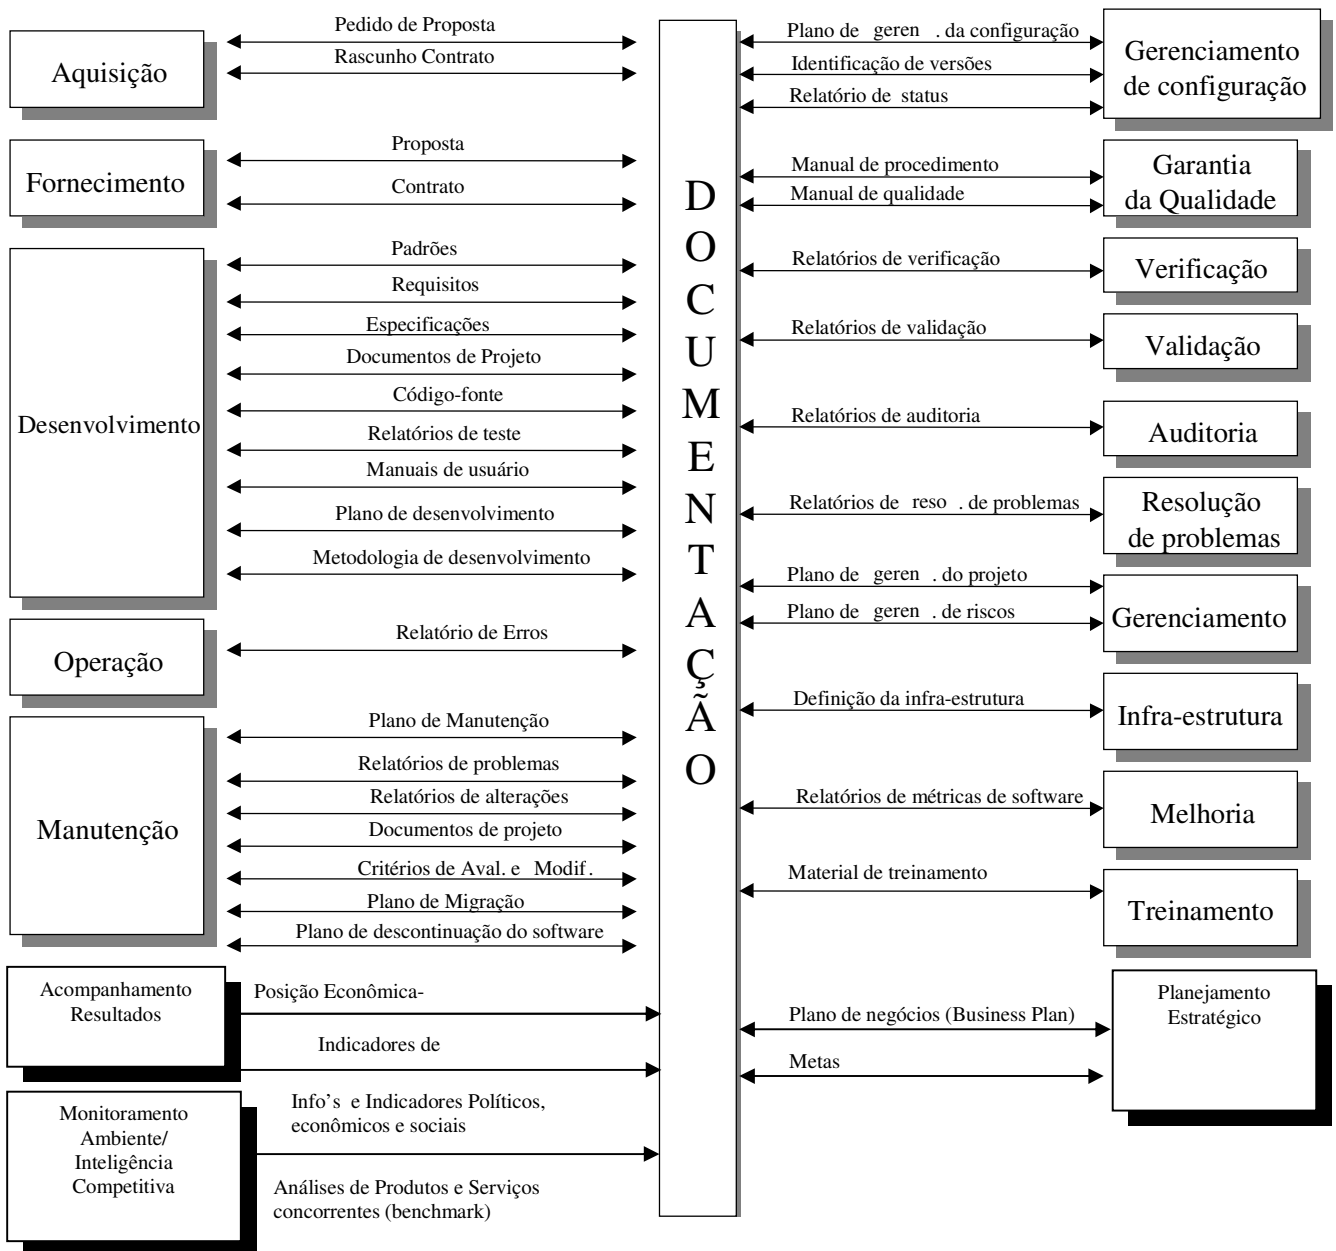 Aquisição
Pedido de Proposta
Rascunho Contrato
Fornecimento
Proposta
Contrato
Desenvolvimento
Padrões
Requisitos
Especificações
Documentos de Projeto
Código-fonte
Relatórios de teste
Manuais de usuário
Plano de desenvolvimento
Metodologia de desenvolvimento
Operação
Relatório de Erros
Manutenção
Plano de Manutenção
Relatórios de problemas
Relatórios de alterações
Documentos de projeto
Critérios de Aval. e Modif.
Plano de Migração
Plano de descontinuação do software
Acompanhamento
Resultados
Posição Econômica-
Indicadores de
Monitoramento
Ambiente/
Inteligência
Competitiva
Info's e Indicadores Políticos,
econômicos e sociais
Análises de Produtos e Serviços
concorrentes (benchmark)
DOCUMENTAÇÃO
Plano de geren . da configuração
Identificação de versões
Relatório de status
Gerenciamento
de configuração
Manual de procedimento
Manual de qualidade
Garantia
da Qualidade
Relatórios de verificação
Verificação
Relatórios de validação
Validação
Relatórios de auditoria
Auditoria
Relatórios de reso . de problemas
Resolução
de problemas
Plano de geren . do projeto
Plano de geren . de riscos
Gerenciamento
Definição da infra-estrutura
Infra-estrutura
Relatórios de métricas de software
Melhoria
Material de treinamento
Treinamento
Plano de negócios (Business Plan)
Metas
Planejamento
Estratégico